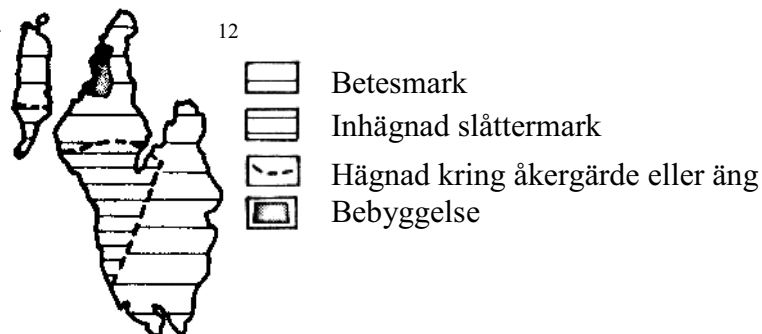 12
Betesmark
Inhägnad slåttermark
Hägnad kring åkergärde eller äng
Bebyggelse